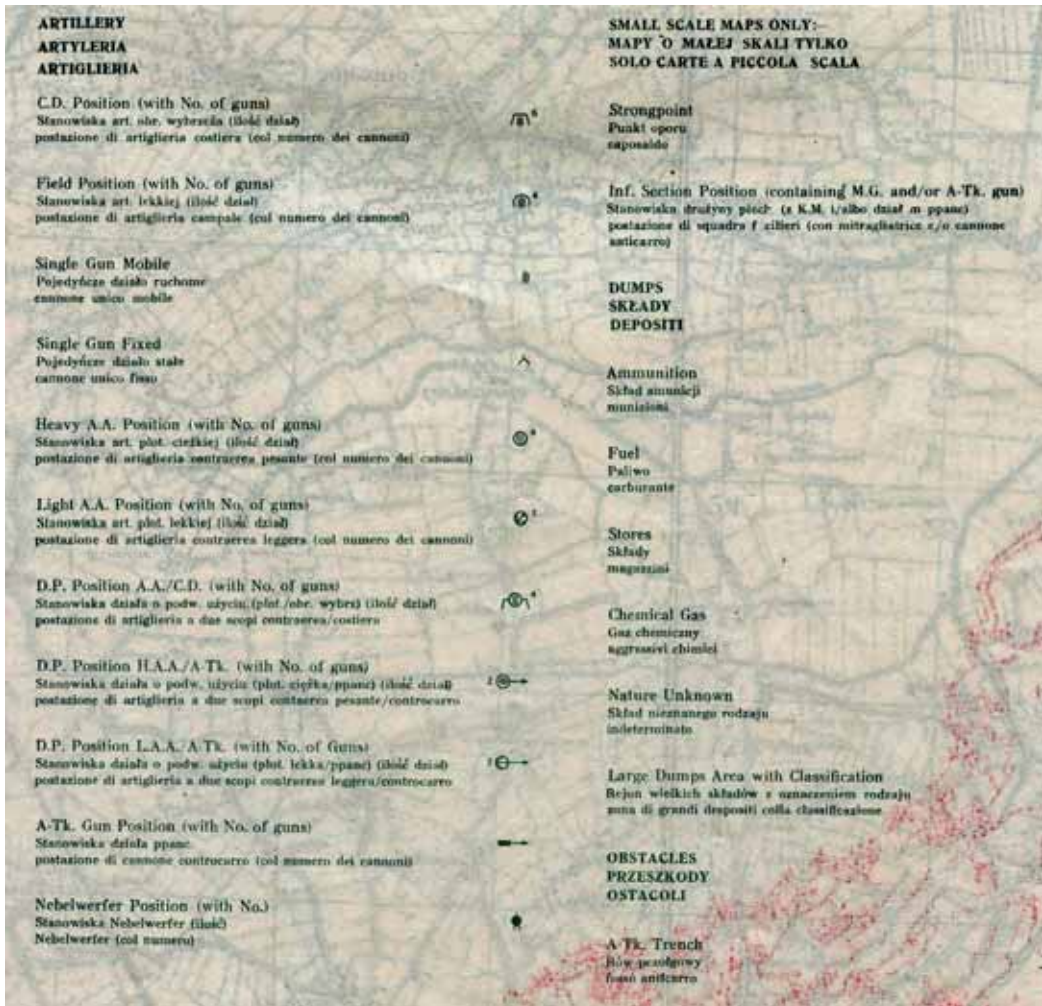 ARTILLERY
ARTYLERIA
ARTIGLIERIA
C.D. Position (with No. of guns)
Stanowiska art. obr. wybrzeża (ilość dział)
postazione di artiglieria costiera (col numero dei cannoni)
Field Position (with No. of guns)
Stanowiska art. lekkiej (ilość dział)
postazione di artiglieria campale (col numero dei cannoni)
Single Gun Mobile
Pojedyńcze działo ruchome
cannone unico mobile
Single Gun Fixed
Pojedyńcze działo stałe
cannone unico fisso
Heavy A.A. Position (with No. of guns)
Stanowiska art. plot. ciężkiej (ilość dział)
postazione di artiglieria contraerea pesante (col numero dei cannoni)
Light A.A. Position (with No. of guns)
Stanowiska art. plot. lekkiej (ilość dział)
postazione di artiglieria contraerea leggera (col numero dei cannoni)
D.P. Position A.A./C.D. (with No. of guns)
Stanowiska działa o podw. użyciu (plot./obr. wybrz) (ilość dział)
postazione di artiglieria a due scopi contraerea/costiera
D.P. Position H.A.A./A-Tk. (with No. of guns)
Stanowiska działa o podw. użyciu (plot. ciężka/ppanc) (ilość dział)
postazione di artiglieria a due scopi contaerea pesante/controcarro
D.P. Position L.A.A./A-Tk. (with No. of Guns)
Stanowiska działa o podw. użyciu (plot. lekka/ppanc) (ilość dział)
postazione di artiglieria a due scopi contraerea leggera/controcarro
A-Tk. Gun Position (with No. of guns)
Stanowiska działa ppanc.
postazione di cannone controcarro (col numero dei cannoni)
Nebelwerfer Position (with No.)
Stanowiska Nebelwerfer (ilość)
Nebelwerfer (col numero)
SMALL SCALE MAPS ONLY:
MAPY O MAŁEJ SKALI TYLKO
SOLO CARTE A PICCOLA SCALA
Strongpoint
Punkt oporu
caposaldo
Inf. Section Position (containing M.G. and/or A-Tk. gun)
Stanowiska drużyny piech. (z K.M. i/albo dział m ppanc)
postazione di squadra f cilieri (con mitragliatrice e/o cannone
anticarro)
DUMPS
SKŁADY
DEPOSITI
Ammunition
Skład amunicji
munizioni
Fuel
Paliwo
carburante
Stores
Składy
magazzini
Chemical Gas
Gaz chemiczny
aggressivi chimici
Nature Unknown
Skład nieznanego rodzaju
indeterminato
Large Dumps Area with Classification
Rejon wielkich składów z oznaczeniem rodzaju
zona di grandi despositi colla classificazione
OBSTACLES
PRZESZKODY
OSTACOLI
A-Tk. Trench
Rów
fossō anticarro